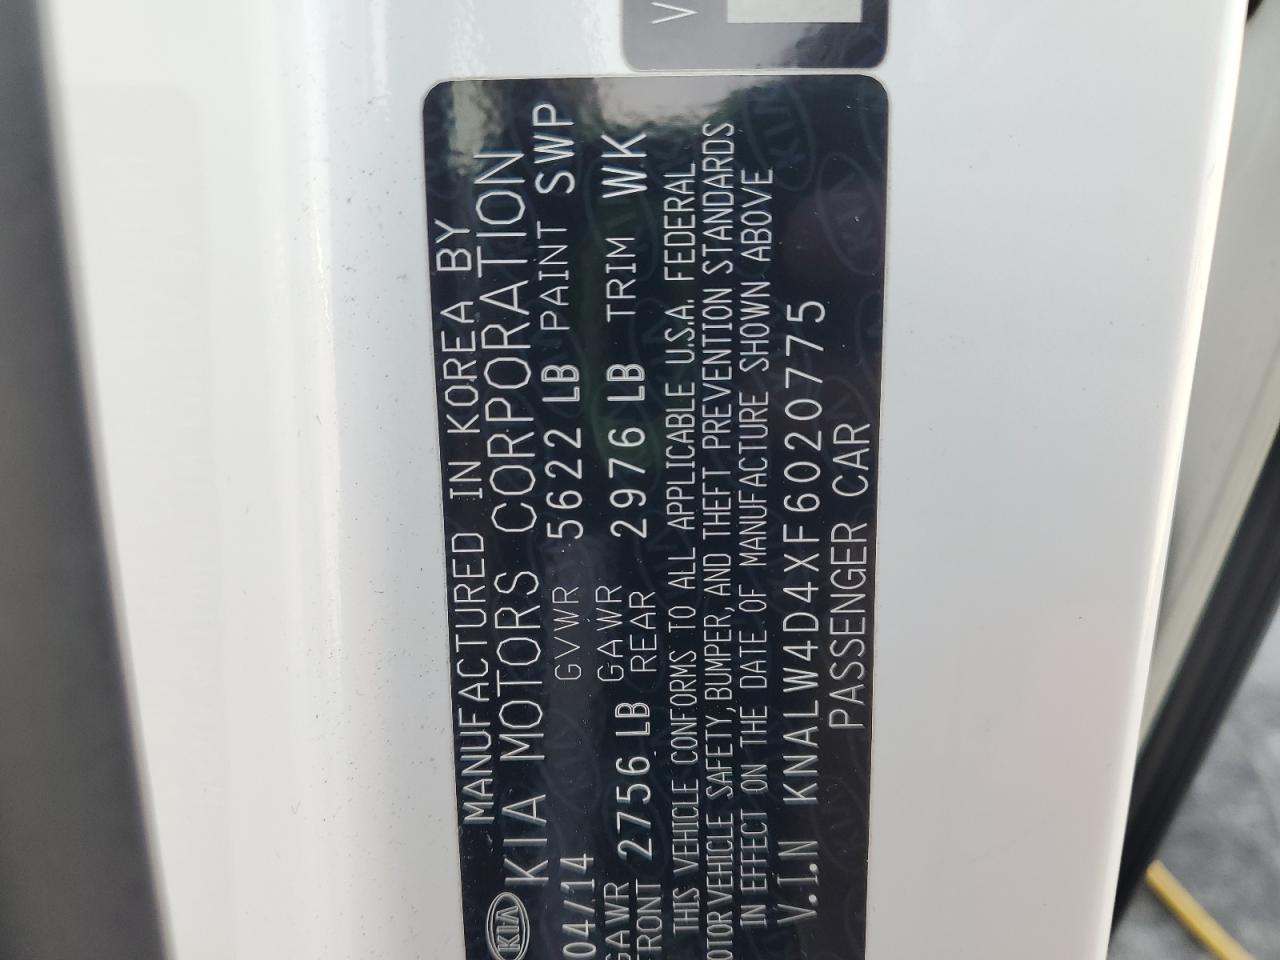 V
MANUFACTURED IN KOREA BY
KIA KIA MOTORS CORPORATION
04/14 GVWR 5622 LB PAINT SWP
GAWR FRONT 2756 LB GAWR REAR 2976 LB TRIM WK
THIS VEHICLE CONFORMS TO ALL APPLICABLE U.S.A. FEDERAL
OTOR VEHICLE SAFETY, BUMPER, AND THEFT PREVENTION STANDARDS
IN EFFECT ON THE DATE OF MANUFACTURE SHOWN ABOVE
V.I.N KNALW4D4XF6020775
PASSENGER CAR